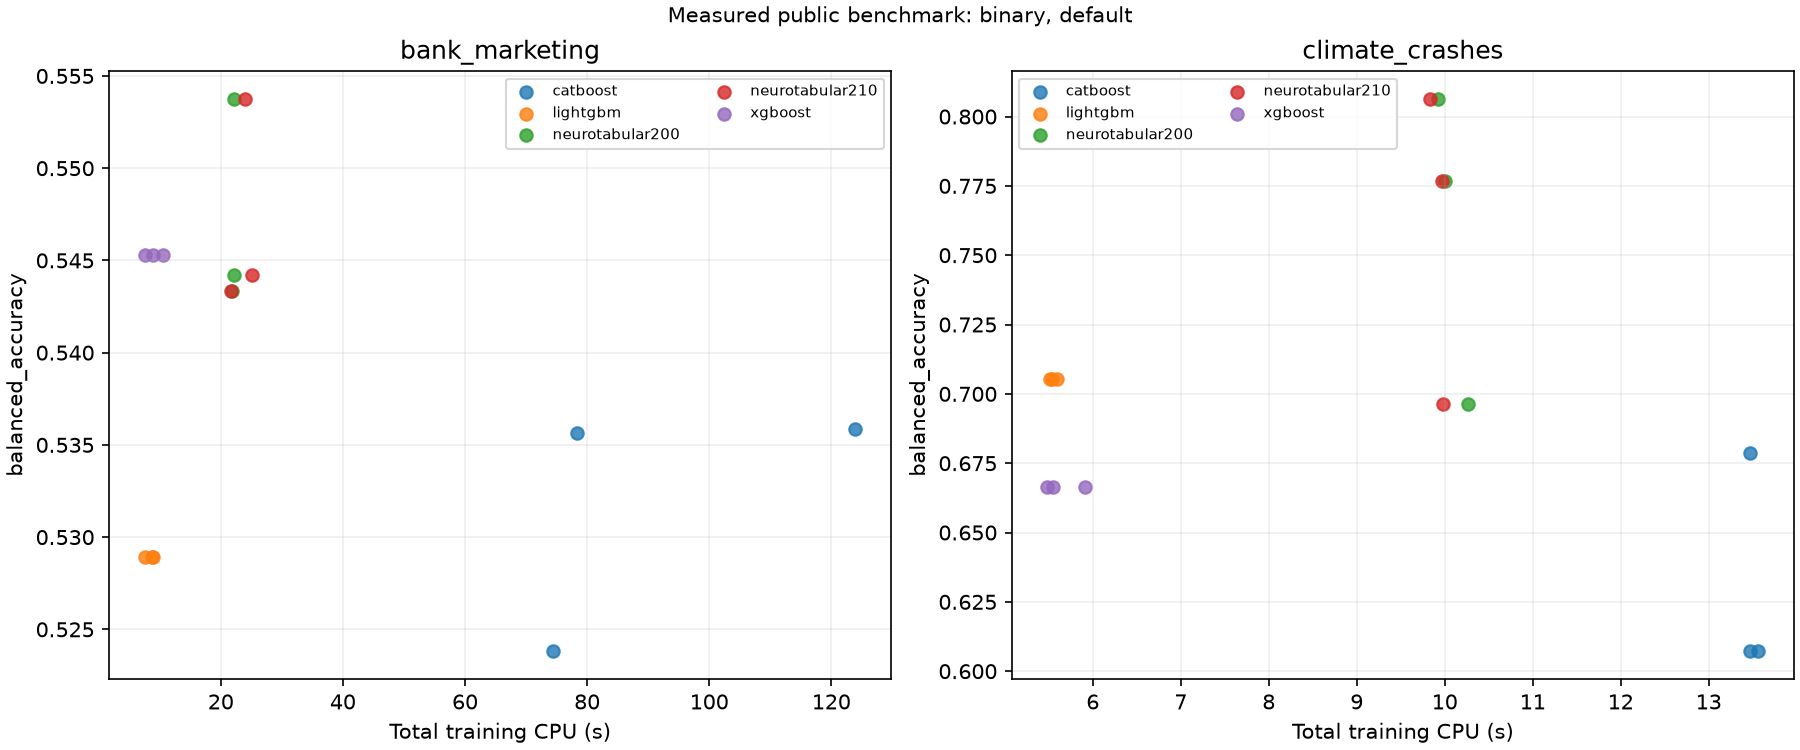 Measured public benchmark: binary, default
bank_marketing
balanced_accuracy
0.555
0.550
0.545
0.540
0.535
0.530
0.525
catboost
lightgbm
neurotabular200
neurotabular210
xgboost
20
40
60
80
100
120
Total training CPU (s)
climate_crashes
balanced_accuracy
0.800
0.775
0.750
0.725
0.700
0.675
0.650
0.625
0.600
catboost
lightgbm
neurotabular200
neurotabular210
xgboost
6
7
8
9
10
11
12
13
Total training CPU (s)